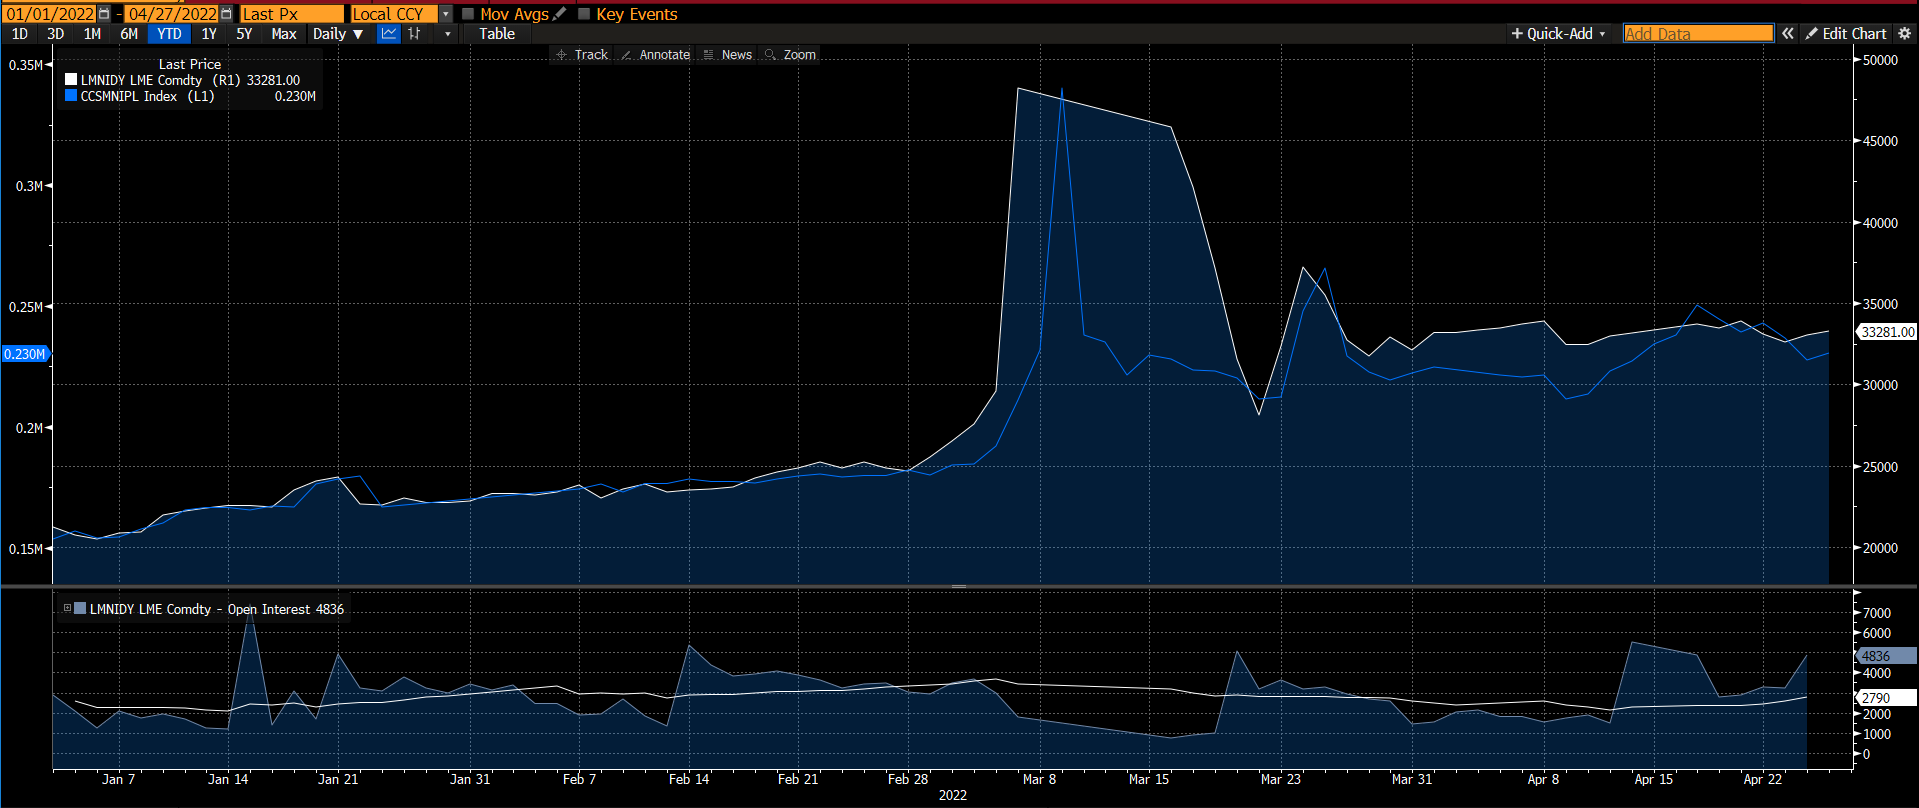 01/01/2022 - 04/27/2022 Last Px Local CCY Mov Avgs Key Events
1D 3D 1M 6M YTD 1Y 5Y Max Daily ▼ Table + Quick-Add Add Data « Edit Chart
Track Annotate News Zoom
Last Price
LMNIDY LME Comdty (R1) 33281.00
CCSMNIPL Index (L1) 0.230M
0.35M
0.3M
0.25M
0.230M
0.2M
0.15M
50000
45000
40000
35000
33281.00
30000
25000
20000
LMNIDY LME Comdty - Open Interest 4836
7000
6000
4836
4000
2790
2000
1000
0
Jan 7 Jan 14 Jan 21 Jan 31 Feb 7 Feb 14 Feb 21 Feb 28 Mar 8 Mar 15 Mar 23 Mar 31 Apr 8 Apr 15 Apr 22
2022